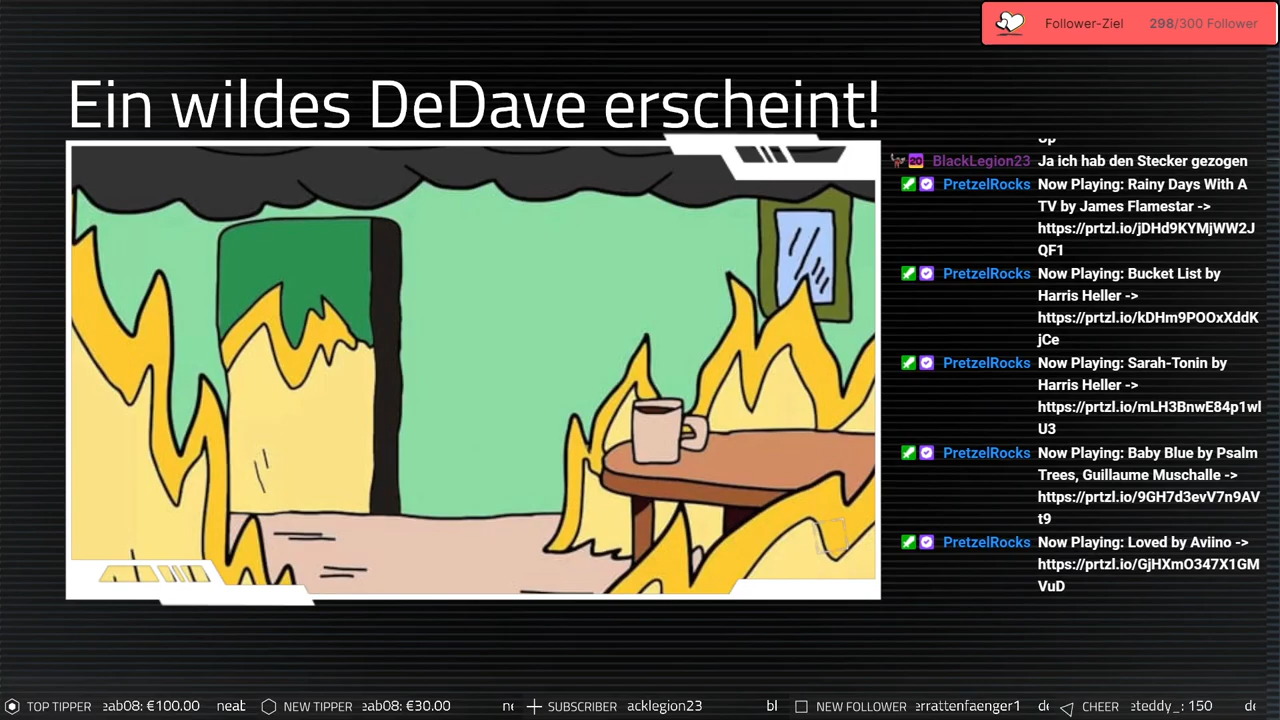 Follower-Ziel 298/300 Follower
Ein wildes DeDave erscheint!
20 BlackLegion23 Ja ich hab den Stecker gezogen
PretzelRocks Now Playing: Rainy Days With A
TV by James Flamestar ->
https://prtzl.io/jDHd9KYMjWW2J
QF1
PretzelRocks Now Playing: Bucket List by
Harris Heller ->
https://prtzl.io/kDHm9POOxXddK
jCe
PretzelRocks Now Playing: Sarah-Tonin by
Harris Heller ->
https://prtzl.io/mLH3BnwE84p1wl
U3
PretzelRocks Now Playing: Baby Blue by Psalm
Trees, Guillaume Muschalle ->
https://prtzl.io/9GH7d3evV7n9AV
t9
PretzelRocks Now Playing: Loved by Aviino ->
https://prtzl.io/GjHXmO347X1GM
VuD
TOP TIPPER eab08: €100.00 neab NEW TIPPER eab08: €30.00 SUBSCRIBER acklegion23 bl NEW FOLLOWER errattenfaenger1 CHEER eteddy_: 150 de